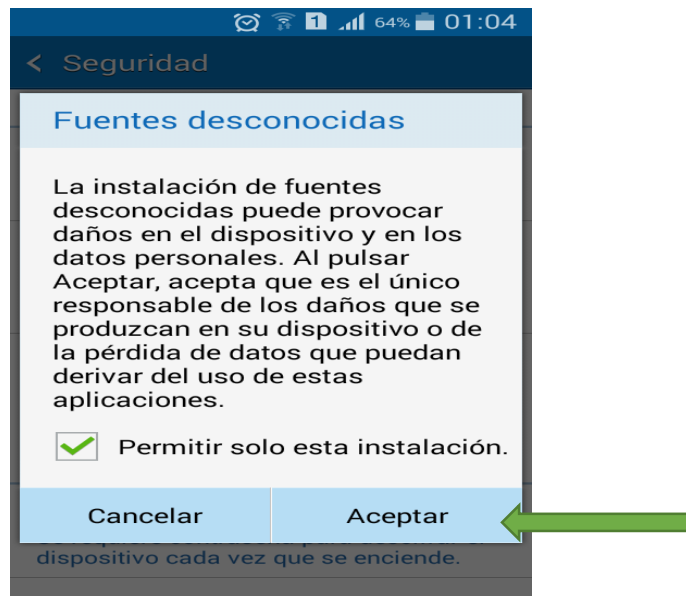 1 64% 01:04
< Seguridad
Fuentes desconocidas
La instalación de fuentes
desconocidas puede provocar
daños en el dispositivo y en los
datos personales. Al pulsar
Aceptar, acepta que es el único
responsable de los daños que se
produzcan en su dispositivo o de
la pérdida de datos que puedan
derivar del uso de estas
aplicaciones.
Permitir solo esta instalación.
Cancelar Aceptar
dispositivo cada vez que se enciende.